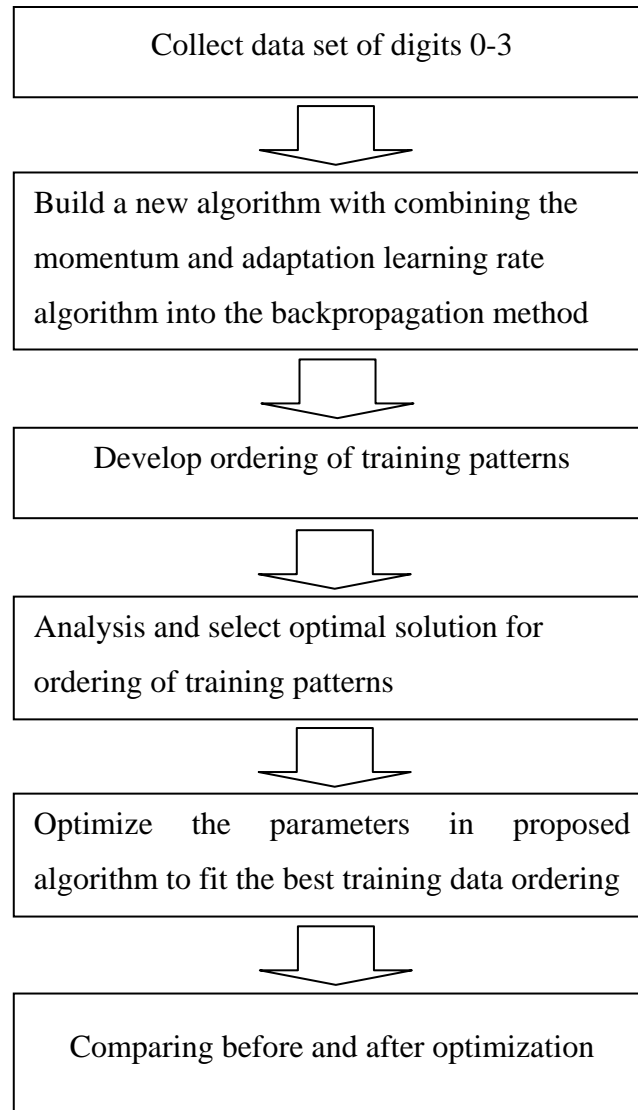 Collect data set of digits 0-3
Build a new algorithm with combining the
momentum and adaptation learning rate
algorithm into the backpropagation method
Develop ordering of training patterns
Analysis and select optimal solution for
ordering of training patterns
Optimize the parameters in proposed
algorithm to fit the best training data ordering
Comparing before and after optimization